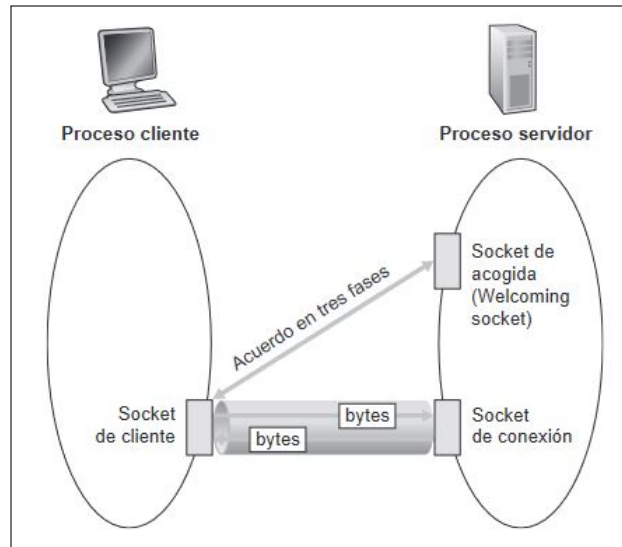 Proceso cliente
Proceso servidor
Socket de
acogida
(Welcoming
socket)
Acuerdo en tres fases
Socket
de cliente
bytes
bytes
Socket
de conexión